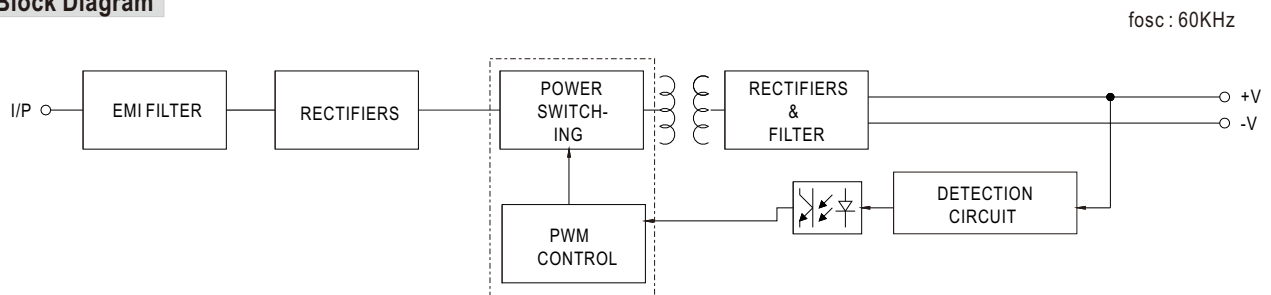 Block Diagram
fosc : 60KHz
I/P
EMI FILTER
RECTIFIERS
POWER
SWITCH-
ING
RECTIFIERS
&
FILTER
+V
-V
DETECTION
CIRCUIT
PWM
CONTROL